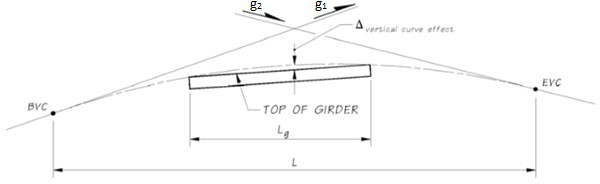 g2 g1
Δ vertical curve effect
BVC
EVC
TOP OF GIRDER
Lg
L